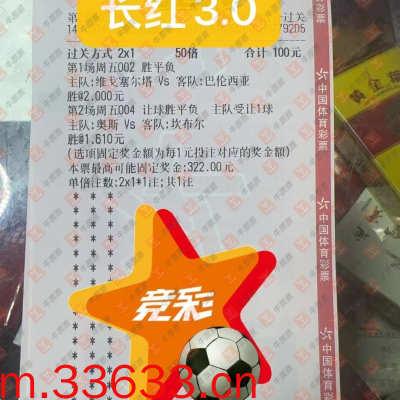 长红3.0
过关
79206
过关方式 2x1 50倍 合计 100元
第1场周五002 胜平负
主队:维戈塞尔塔 Vs 客队:巴伦西亚
胜@2.000元
第2场周五004 让球胜平负 主队受让1球
主队:奥斯 Vs 客队:坎布尔
胜@1.610元
(选项固定奖金额为每1元投注对应的奖金额)
本票最高可能固定奖金:322.00元
单倍注数:2x1*1注;共1注
竞彩
m.33633.cn
中国体育彩票
中国体育彩票
中国体育彩票